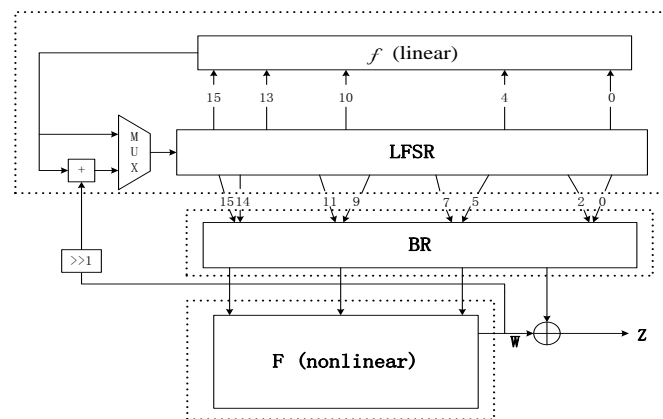 f (linear)
15 13 10 4 0
M
U
X
LFSR
+
15 14 11 9 7 5 2 0
BR
>>1
F (nonlinear)
W
Z